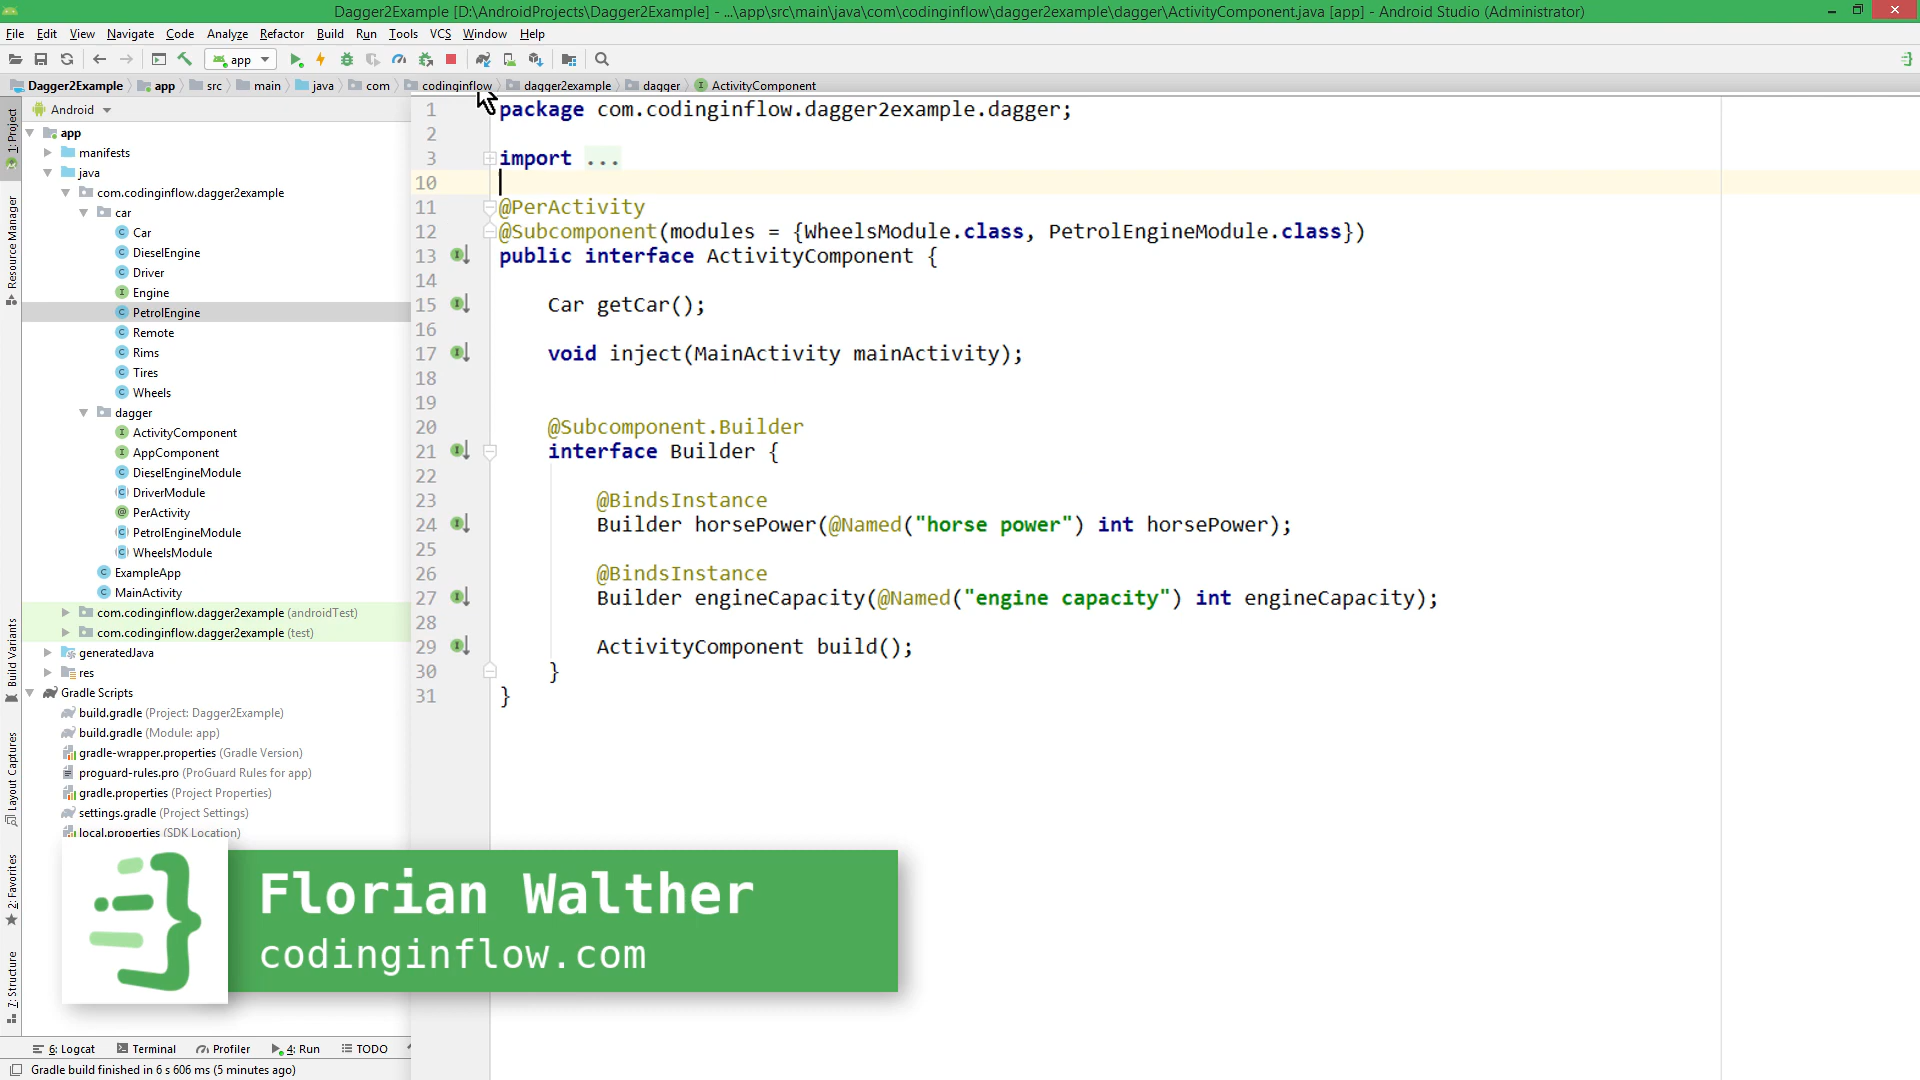 Dagger2Example [D:\AndroidProjects\Dagger2Example] - ...\app\src\main\java\com\codinginflow\dagger2example\dagger\ActivityComponent.java [app] - Android Studio (Administrator)
File Edit View Navigate Code Analyze Refactor Build Run Tools VCS Window Help
app
Dagger2Example app src main java com codinginflow dagger2example dagger ActivityComponent
Android
1: Project
Resource Manager
Build Variants
Layout Captures
2: Favorites
7: Structure
app
manifests
java
com.codinginflow.dagger2example
car
Car
DieselEngine
Driver
Engine
PetrolEngine
Remote
Rims
Tires
Wheels
dagger
ActivityComponent
AppComponent
DieselEngineModule
DriverModule
PerActivity
PetrolEngineModule
WheelsModule
ExampleApp
MainActivity
com.codinginflow.dagger2example (androidTest)
com.codinginflow.dagger2example (test)
generatedJava
res
Gradle Scripts
build.gradle (Project: Dagger2Example)
build.gradle (Module: app)
gradle-wrapper.properties (Gradle Version)
proguard-rules.pro (ProGuard Rules for app)
gradle.properties (Project Properties)
settings.gradle (Project Settings)
local.properties (SDK Location)
1 package com.codinginflow.dagger2example.dagger;
2
3 import ...
10
11 @PerActivity
12 @Subcomponent(modules = {WheelsModule.class, PetrolEngineModule.class})
13 public interface ActivityComponent {
14
15 Car getCar();
16
17 void inject(MainActivity mainActivity);
18
19
20 @Subcomponent.Builder
21 interface Builder {
22
23 @BindsInstance
24 Builder horsePower(@Named("horse power") int horsePower);
25
26 @BindsInstance
27 Builder engineCapacity(@Named("engine capacity") int engineCapacity);
28
29 ActivityComponent build();
30 }
31 }
Florian Walther
codinginflow.com
6: Logcat Terminal Profiler 4: Run TODO
Gradle build finished in 6 s 606 ms (5 minutes ago)